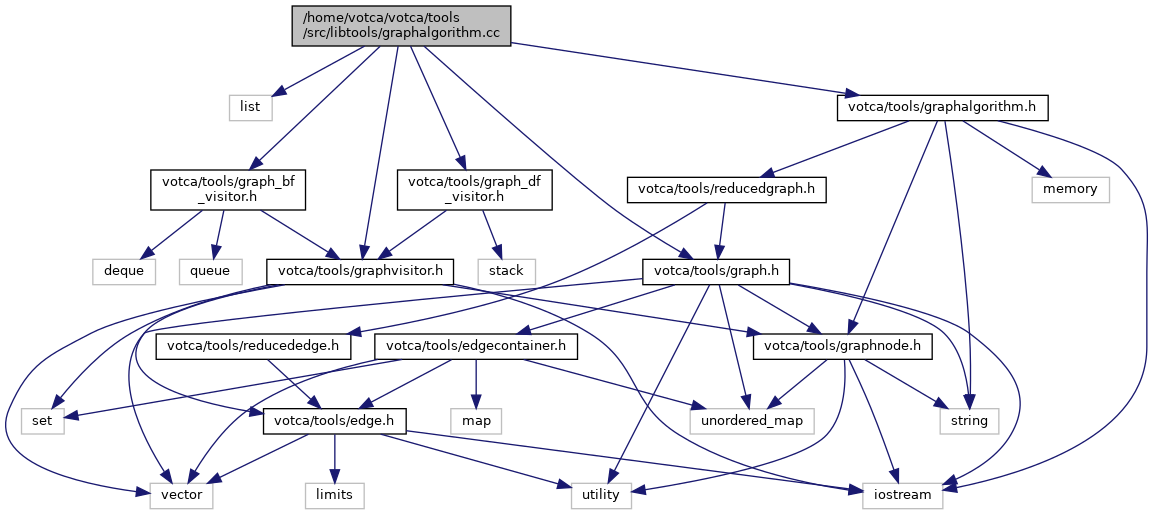 /home/votca/votca/tools
/src/libtools/graphalgorithm.cc
list
votca/tools/graphalgorithm.h
votca/tools/graph_bf
_visitor.h
votca/tools/graph_df
_visitor.h
votca/tools/reducedgraph.h
memory
deque
queue
votca/tools/graphvisitor.h
stack
votca/tools/graph.h
votca/tools/reducededge.h
votca/tools/edgecontainer.h
votca/tools/graphnode.h
set
votca/tools/edge.h
map
unordered_map
string
vector
limits
utility
iostream